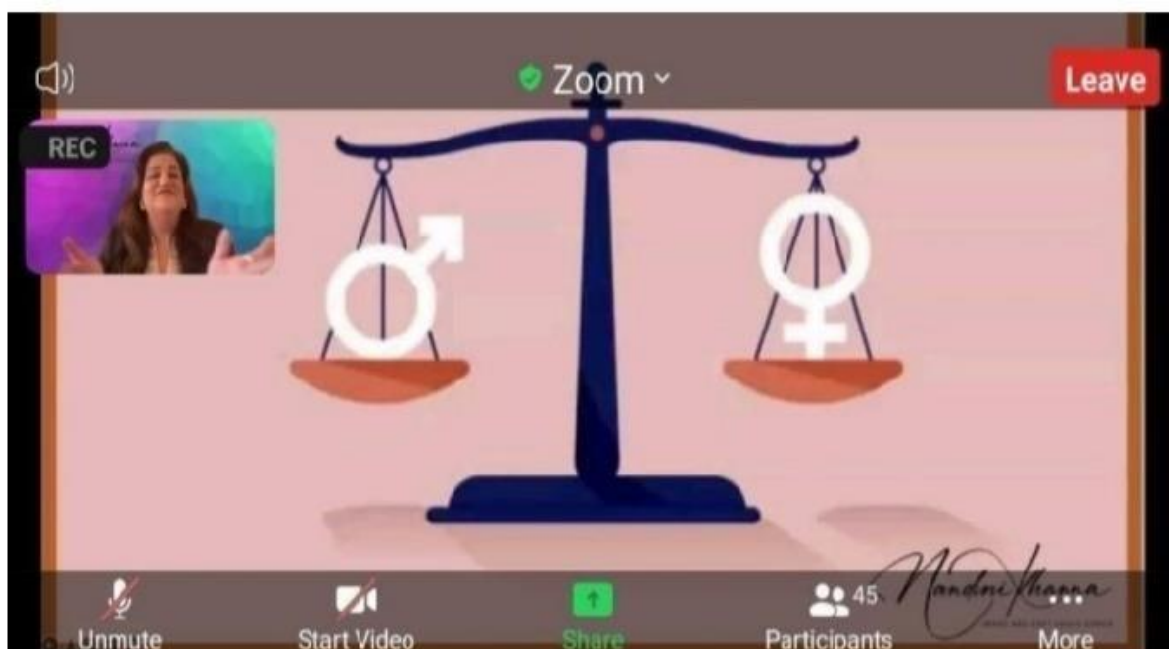 Zoom
Leave
REC
45
Nandni Khanna
Unmute
Start Video
Share
Participants
More